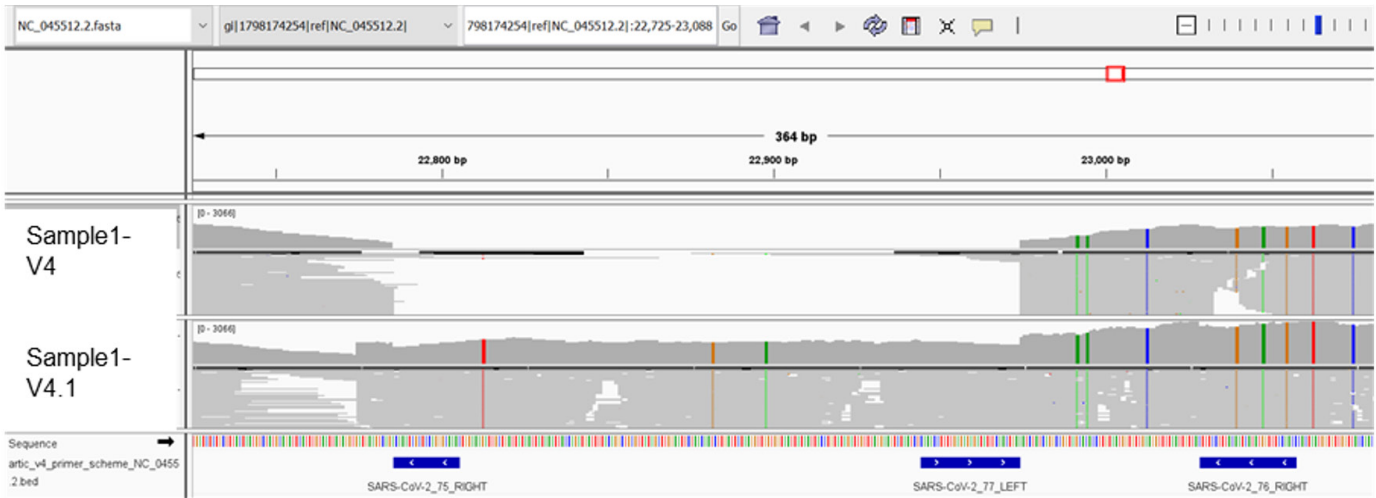 NC_045512.2.fasta
gi|1798174254|ref|NC_045512.2|
798174254|ref|NC_045512.2|:22,725-23,088
Go
364 bp
22,800 bp
22,900 bp
23,000 bp
[0 - 3066]
Sample1-
V4
[0 - 3066]
Sample1-
V4.1
Sequence
artic_v4_primer_scheme_NC_0455
.2.bed
SARS-CoV-2_75_RIGHT
SARS-CoV-2_77_LEFT
SARS-CoV-2_76_RIGHT